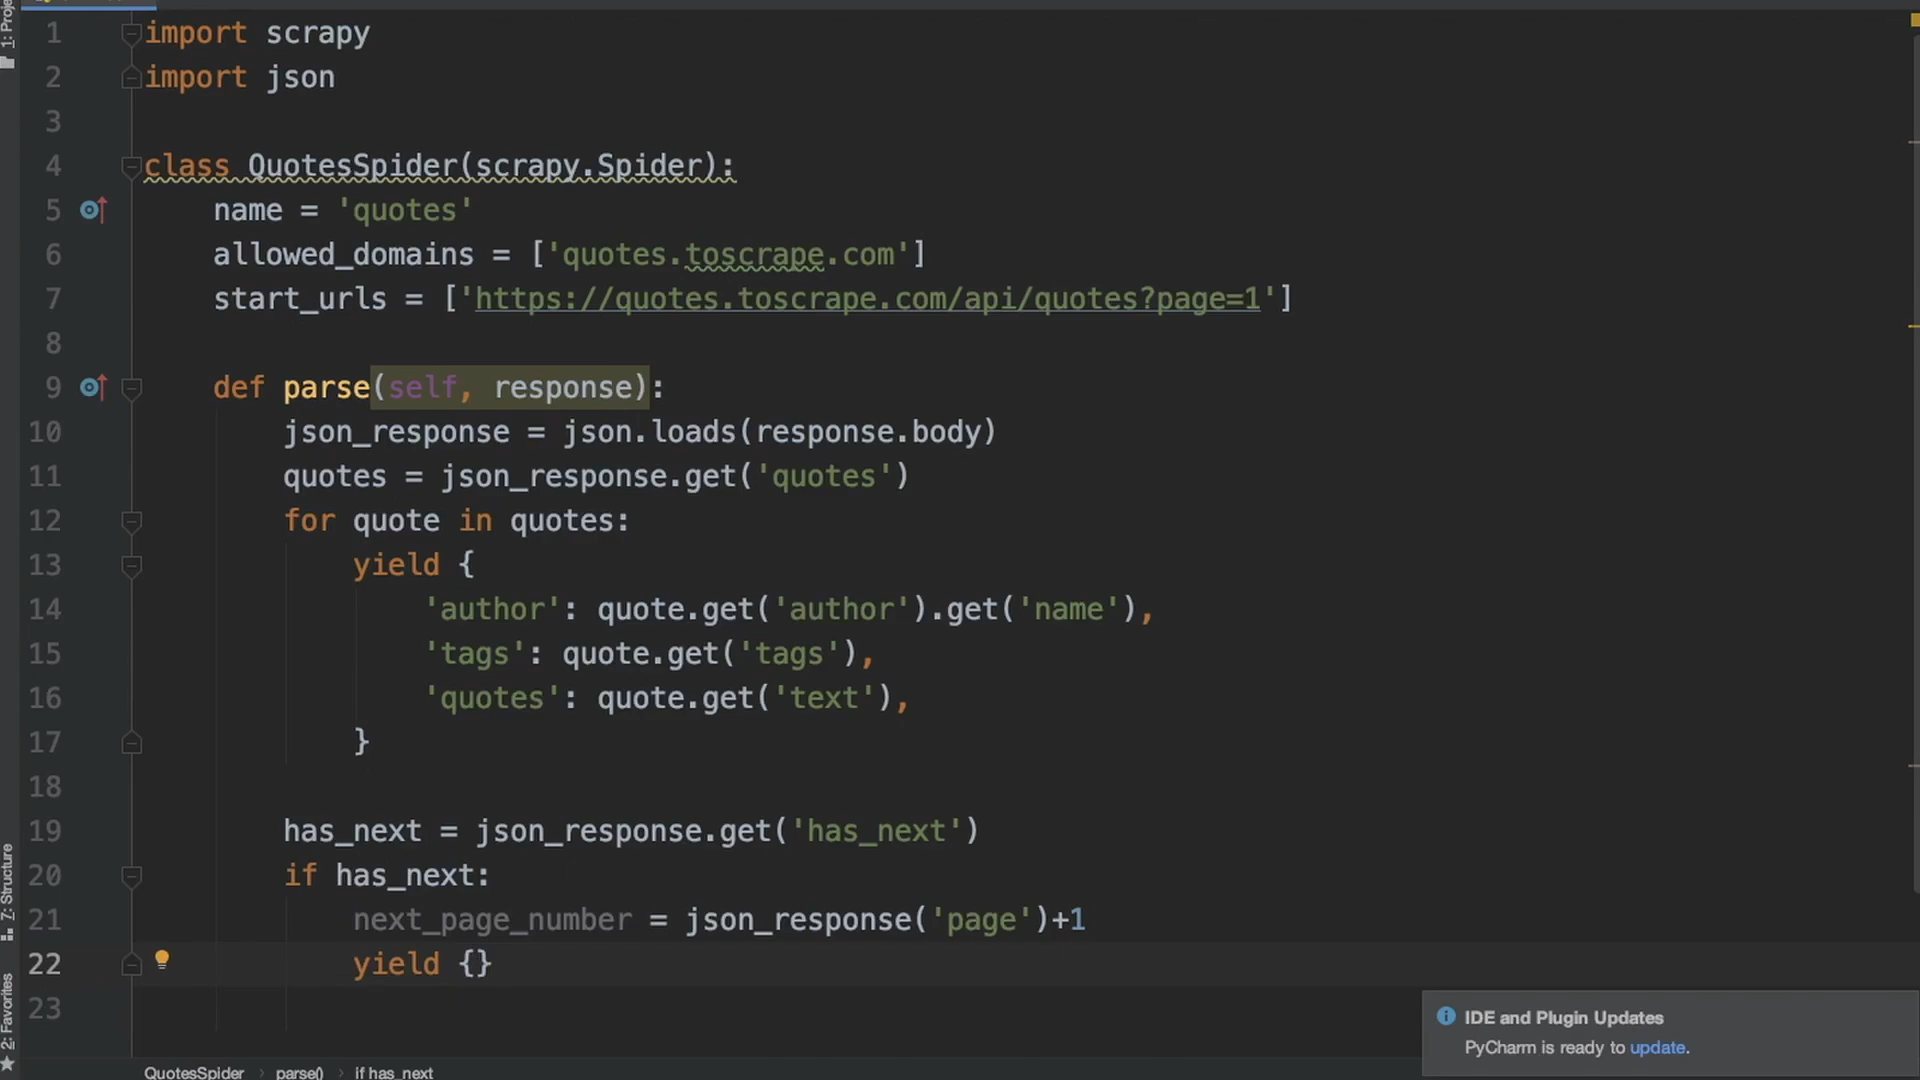 1: Proje
1 import scrapy
2 import json
3
4 class QuotesSpider(scrapy.Spider):
5 name = 'quotes'
6 allowed_domains = ['quotes.toscrape.com']
7 start_urls = ['https://quotes.toscrape.com/api/quotes?page=1']
8
9 def parse(self, response):
10 json_response = json.loads(response.body)
11 quotes = json_response.get('quotes')
12 for quote in quotes:
13 yield {
14 'author': quote.get('author').get('name'),
15 'tags': quote.get('tags'),
16 'quotes': quote.get('text'),
17 }
18
19 has_next = json_response.get('has_next')
20 if has_next:
21 next_page_number = json_response('page')+1
22 yield {}
23
7: Structure
2: Favorites
IDE and Plugin Updates
PyCharm is ready to update.
QuotesSpider › parse() › if has_next